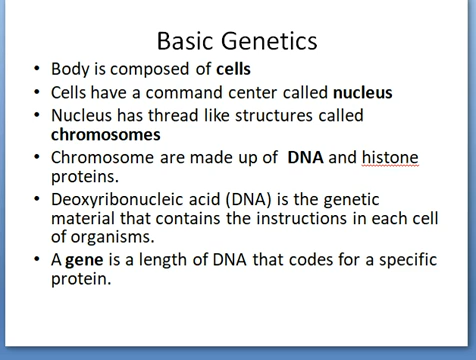 Basic Genetics
• Body is composed of cells
• Cells have a command center called nucleus
• Nucleus has thread like structures called
chromosomes
• Chromosome are made up of DNA and histone
proteins.
• Deoxyribonucleic acid (DNA) is the genetic
material that contains the instructions in each cell
of organisms.
• A gene is a length of DNA that codes for a specific
protein.